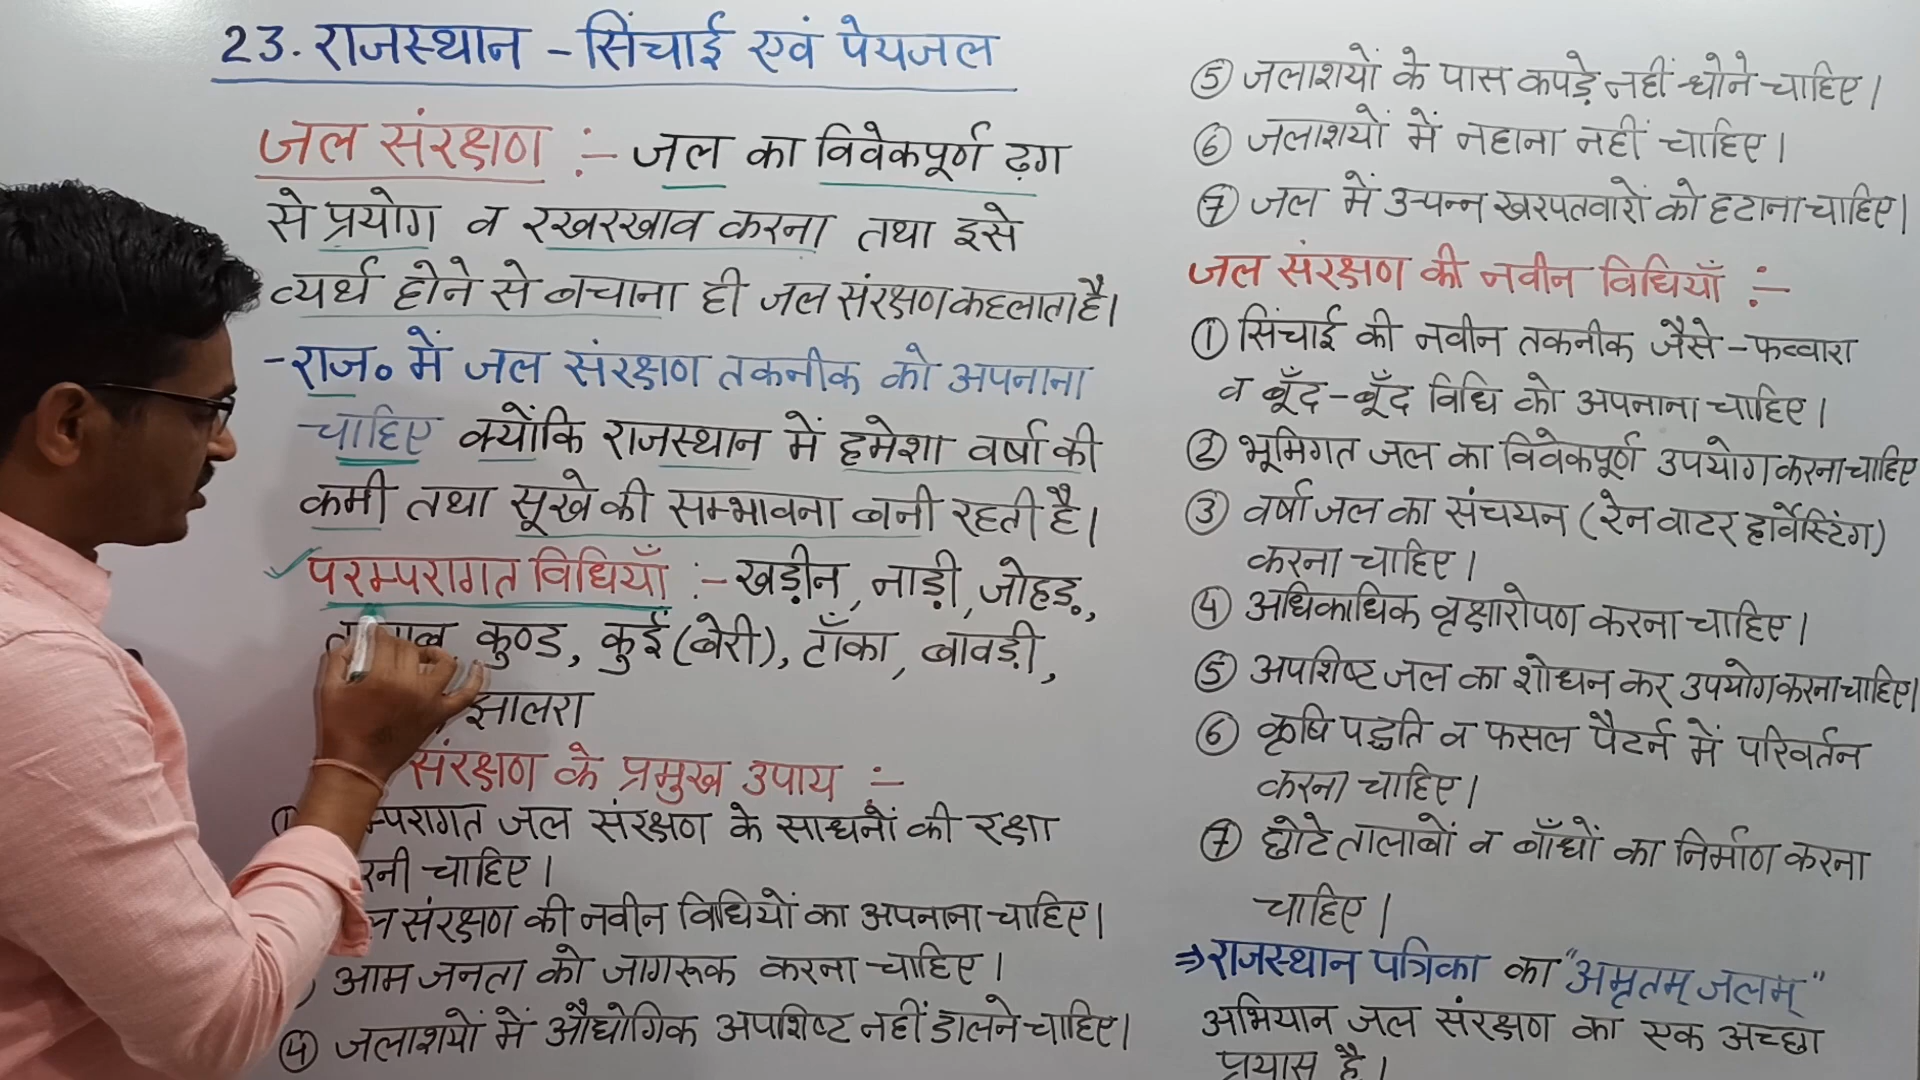 23. राजस्थान - सिंचाई एवं पेयजल
जल संरक्षण :- जल का विवेकपूर्ण ढ़ग
से प्रयोग व रखरखाव करना तथा इसे
व्यर्थ होने से बचाना ही जल संरक्षण कहलाता है।
- राज॰ में जल संरक्षण तकनीक को अपनाना
चाहिए क्योंकि राजस्थान में हमेशा वर्षा की
कमी तथा सूखे की सम्भावना बनी रहती है।
परम्परागत विधियाँ :- खड़ीन, नाड़ी, जोहड़,
कुण्ड, कुई (बेरी), टाँका, बावड़ी,
झालरा
संरक्षण के प्रमुख उपाय :-
जल संरक्षण के साधनों की रक्षा
चाहिए।
संरक्षण की नवीन विधियों का अपनाना चाहिए।
आम जनता को जागरूक करना चाहिए।
④ जलाशयों में औद्योगिक अपशिष्ट नहीं डालने चाहिए।
⑤ जलाशयों के पास कपड़े नहीं धोने चाहिए।
⑥ जलाशयों में नहाना नहीं चाहिए।
⑦ जल में उत्पन्न खरपतवारों को हटाना चाहिए।
जल संरक्षण की नवीन विधियाँ :-
① सिंचाई की नवीन तकनीक जैसे - फव्वारा
व बूँद-बूँद विधि को अपनाना चाहिए।
② भूमिगत जल का विवेकपूर्ण उपयोग करना चाहिए
③ वर्षा जल का संचयन (रेन वाटर हार्वेस्टिंग)
करना चाहिए।
④ अधिकाधिक वृक्षारोपण करना चाहिए।
⑤ अपशिष्ट जल का शोधन कर उपयोग करना चाहिए।
⑥ कृषि पद्धति व फसल पैटर्न में परिवर्तन
करना चाहिए।
⑦ छोटे तालाबों व बाँधों का निर्माण करना
चाहिए।
⇒ राजस्थान पत्रिका का "अमृतम् जलम्"
अभियान जल संरक्षण का एक अच्छा
प्रयास है।